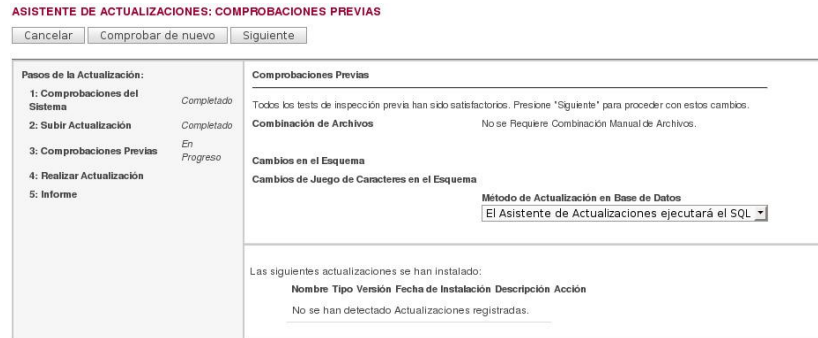 ASISTENTE DE ACTUALIZACIONES: COMPROBACIONES PREVIAS
Cancelar Comprobar de nuevo Siguiente
Pasos de la Actualización:
1: Comprobaciones del Sistema Completado
2: Subir Actualización Completado
3: Comprobaciones Previas En Progreso
4: Realizar Actualización
5: Informe
Comprobaciones Previas
Todos los tests de inspección previa han sido satisfactorios. Presione "Siguiente" para proceder con estos cambios.
Combinación de Archivos No se Requiere Combinación Manual de Archivos.
Cambios en el Esquema
Cambios de Juego de Caracteres en el Esquema
Método de Actualización en Base de Datos
El Asistente de Actualizaciones ejecutará el SQL
Las siguientes actualizaciones se han instalado:
Nombre Tipo Versión Fecha de Instalación Descripción Acción
No se han detectado Actualizaciones registradas.